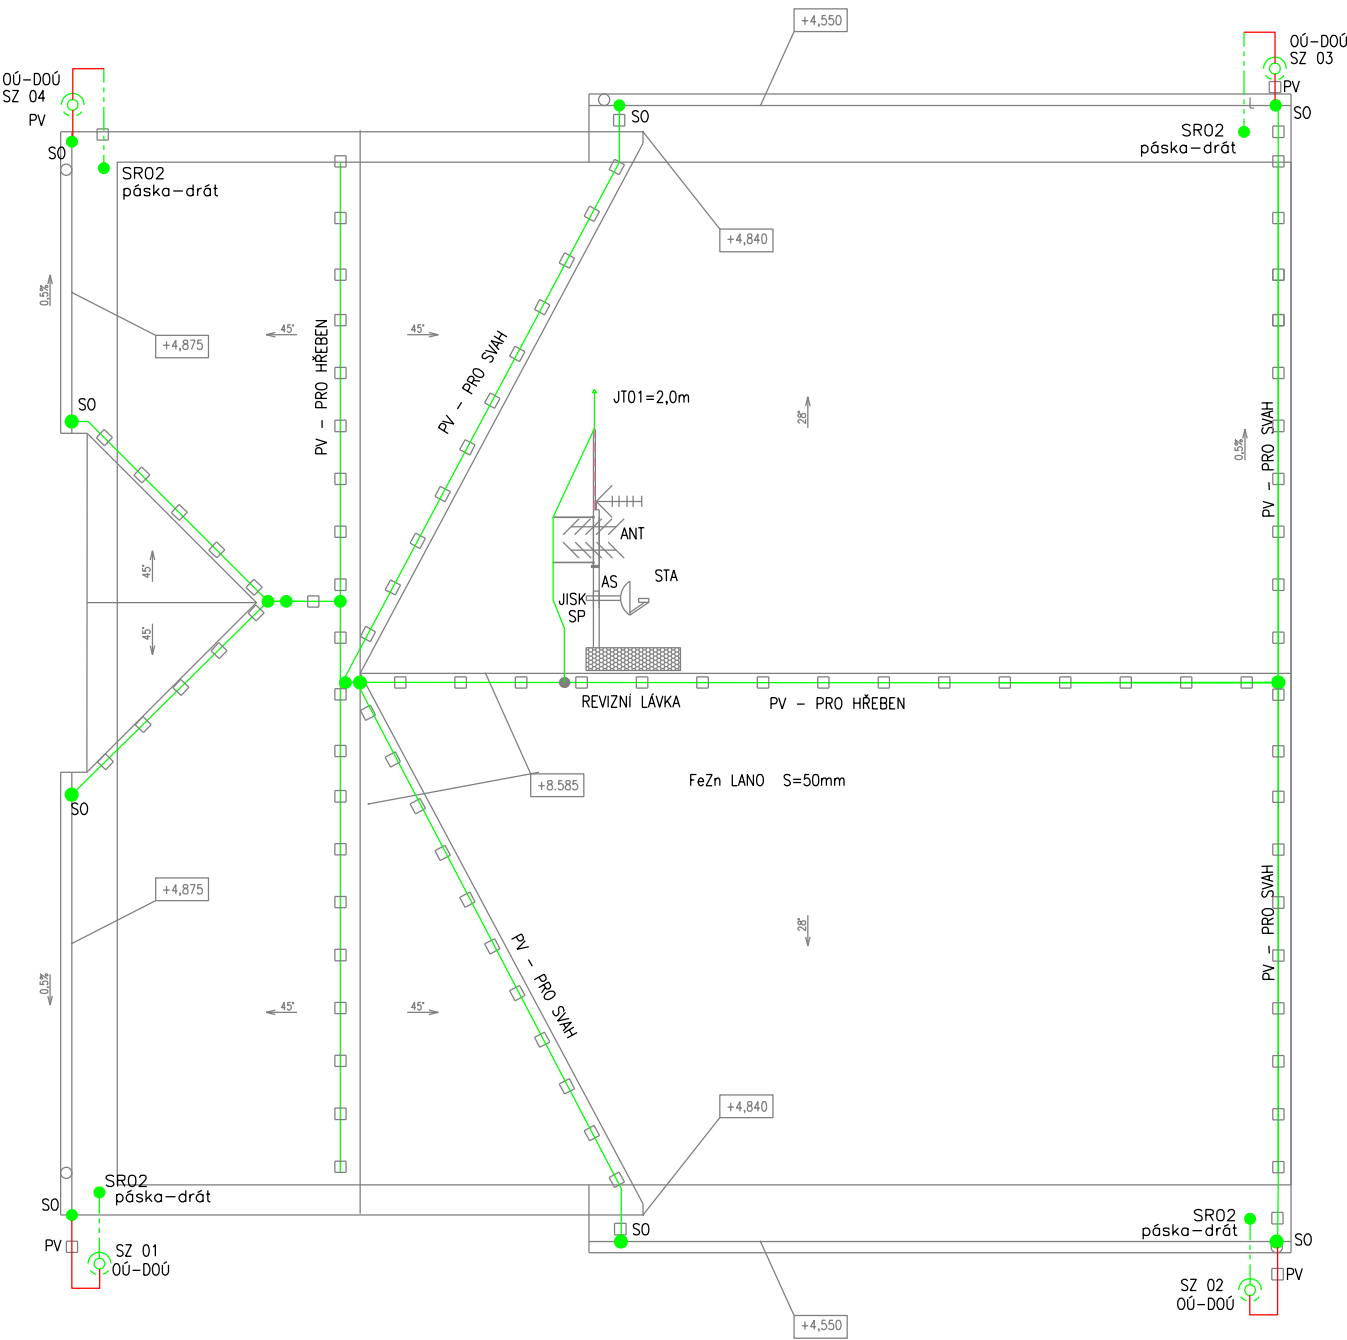 +4,550
OÚ-DOÚ
SZ 03
PV
SO
OÚ-DOÚ
SZ 04
PV
SO
SO
SR02
páska-drát
SR02
páska-drát
+4,840
0.5%
+4,875
45°
45°
PV - PRO HŘEBEN
PV - PRO SVAH
JT01=2,0m
28°
0.5%
PV - PRO SVAH
SO
ANT
STA
AS
JISK
SP
45°
45°
REVIZNÍ LÁVKA
PV - PRO HŘEBEN
+8.585
FeZn LANO S=50mm
SO
+4,875
PV - PRO SVAH
28°
PV - PRO SVAH
0.5%
45°
45°
+4,840
SR02
páska-drát
SO
SO
SR02
páska-drát
SO
PV
SZ 01
OÚ-DOÚ
PV
SZ 02
OÚ-DOÚ
+4,550